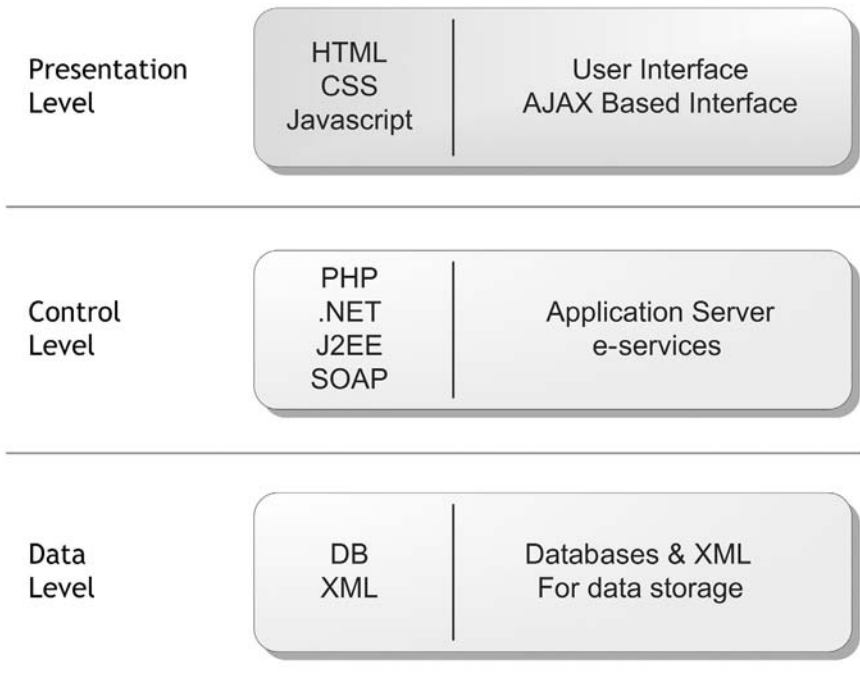 Presentation
Level
HTML
CSS
Javascript
User Interface
AJAX Based Interface
Control
Level
PHP
.NET
J2EE
SOAP
Application Server
e-services
Data
Level
DB
XML
Databases & XML
For data storage